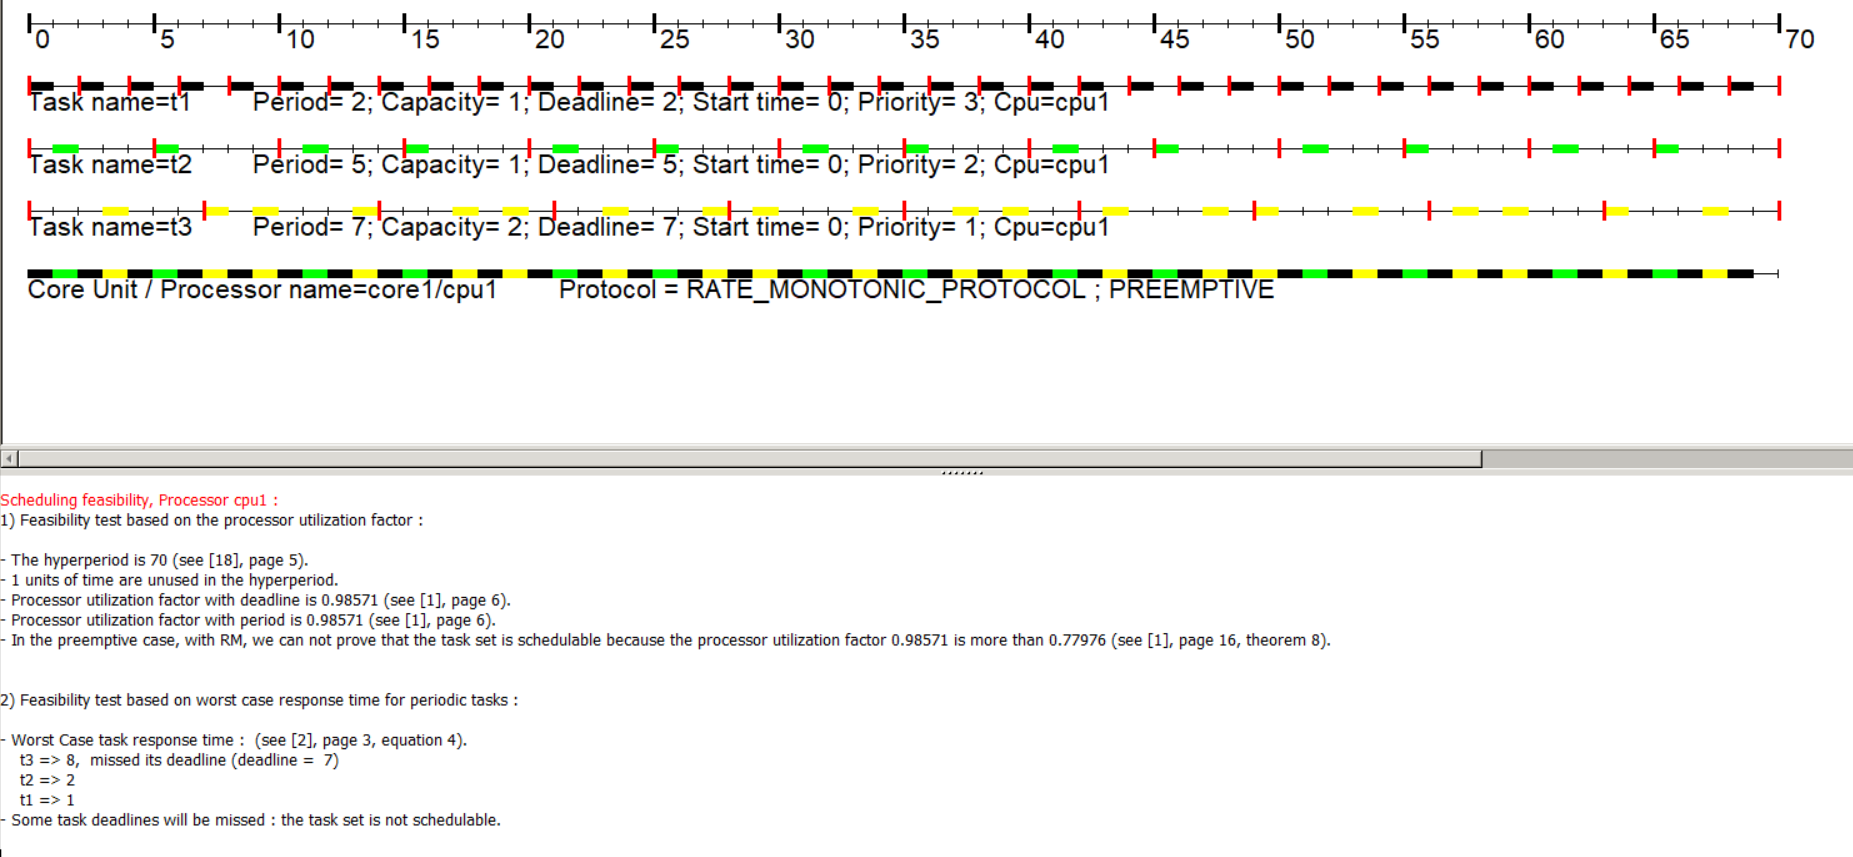 0 5 10 15 20 25 30 35 40 45 50 55 60 65 70
Task name=t1 Period= 2; Capacity= 1; Deadline= 2; Start time= 0; Priority= 3; Cpu=cpu1
Task name=t2 Period= 5; Capacity= 1; Deadline= 5; Start time= 0; Priority= 2; Cpu=cpu1
Task name=t3 Period= 7; Capacity= 2; Deadline= 7; Start time= 0; Priority= 1; Cpu=cpu1
Core Unit / Processor name=core1/cpu1 Protocol = RATE_MONOTONIC_PROTOCOL ; PREEMPTIVE
Scheduling feasibility, Processor cpu1 :
1) Feasibility test based on the processor utilization factor :
- The hyperperiod is 70 (see [18], page 5).
- 1 units of time are unused in the hyperperiod.
- Processor utilization factor with deadline is 0.98571 (see [1], page 6).
- Processor utilization factor with period is 0.98571 (see [1], page 6).
- In the preemptive case, with RM, we can not prove that the task set is schedulable because the processor utilization factor 0.98571 is more than 0.77976 (see [1], page 16, theorem 8).
2) Feasibility test based on worst case response time for periodic tasks :
- Worst Case task response time : (see [2], page 3, equation 4).
t3 => 8, missed its deadline (deadline = 7)
t2 => 2
t1 => 1
- Some task deadlines will be missed : the task set is not schedulable.